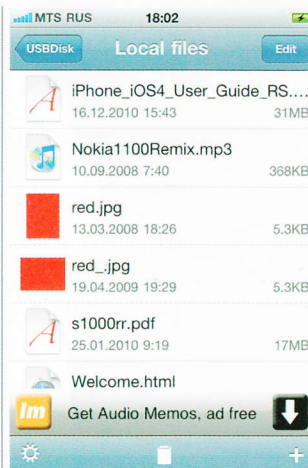 MTS RUS 18:02
USBDisk Local files Edit
iPhone_iOS4_User_Guide_RS....
16.12.2010 15:43 31MB
Nokia1100Remix.mp3
10.09.2008 7:40 368KB
red.jpg
13.03.2008 18:26 5.3KB
red_.jpg
19.04.2009 19:29 5.3KB
s1000rr.pdf
25.01.2010 9:19 17MB
Welcome.html
Im Get Audio Memos, ad free